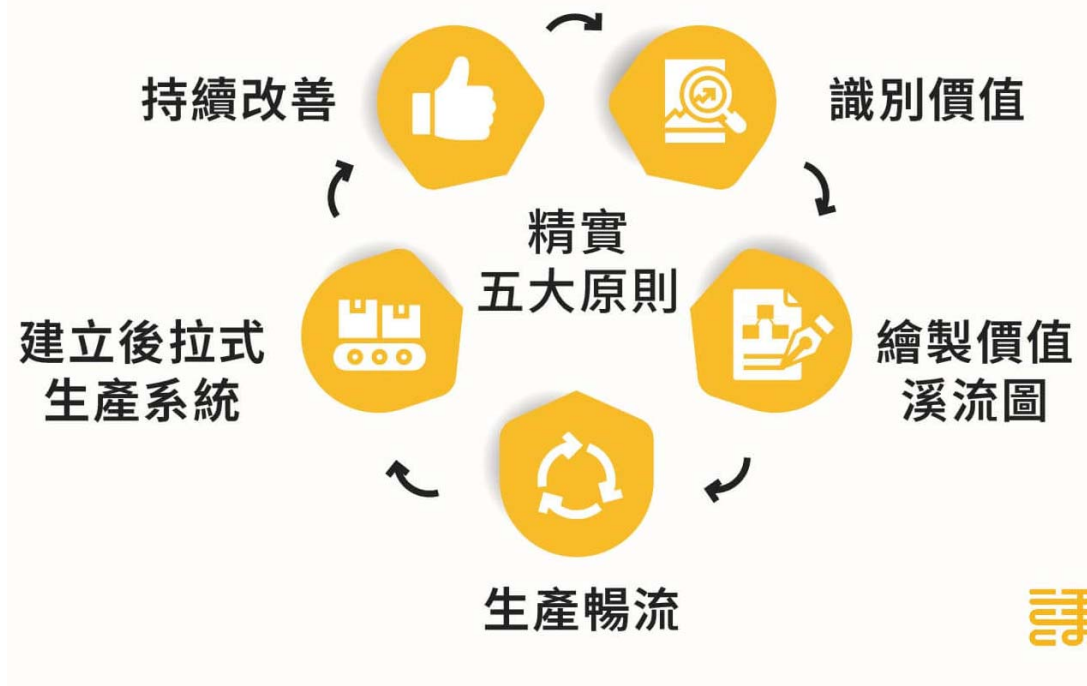 持續改善
識別價值
精實
五大原則
建立後拉式
生產系統
繪製價值
溪流圖
生產暢流